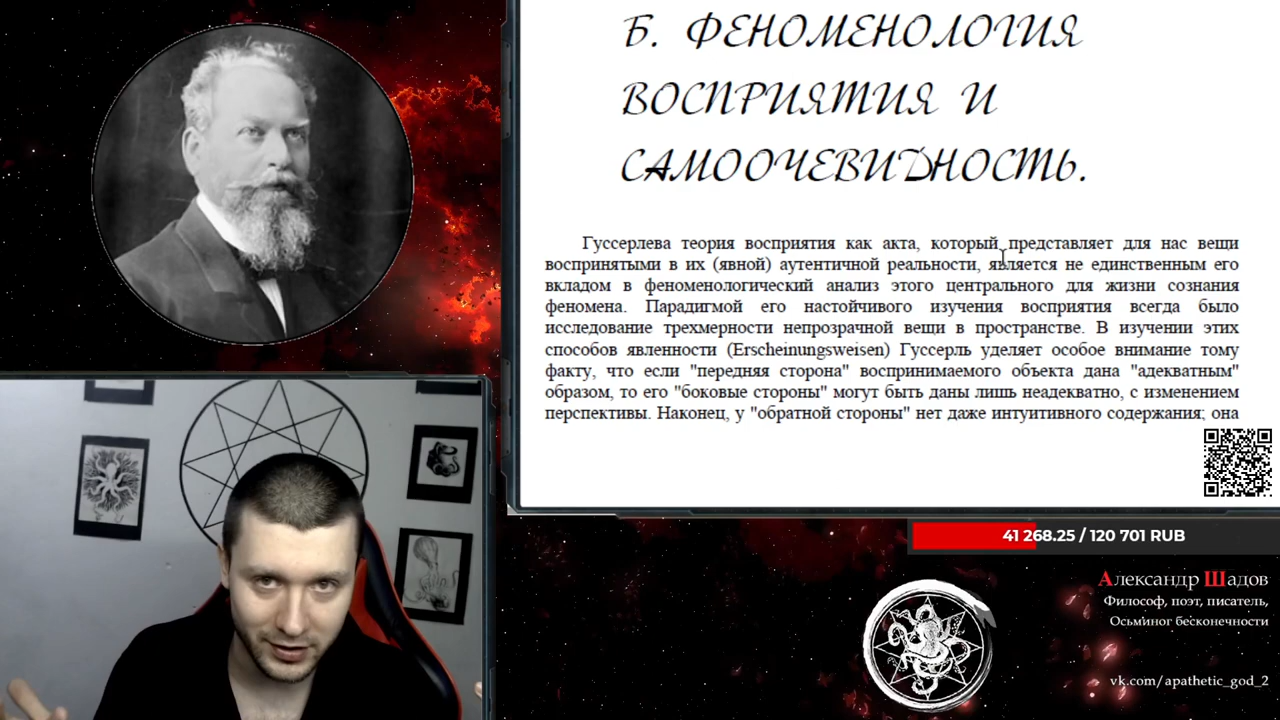 Б. ФЕНОМЕНОЛОГИЯ
ВОСПРИЯТИЯ И
САМООЧЕВИДНОСТЬ.
Гуссерлева теория восприятия как акта, который представляет для нас вещи
воспринятыми в их (явной) аутентичной реальности, является не единственным его
вкладом в феноменологический анализ этого центрального для жизни сознания
феномена. Парадигмой его настойчивого изучения восприятия всегда было
исследование трехмерности непрозрачной вещи в пространстве. В изучении этих
способов явленности (Erscheinungsweisen) Гуссерль уделяет особое внимание тому
факту, что если "передняя сторона" воспринимаемого объекта дана "адекватным"
образом, то его "боковые стороны" могут быть даны лишь неадекватно, с изменением
перспективы. Наконец, у "обратной стороны" нет даже интуитивного содержания; она
41 268.25 / 120 701 RUB
Александр Шадов
Философ, поэт, писатель,
Осьминог бесконечности
vk.com/apathetic_god_2